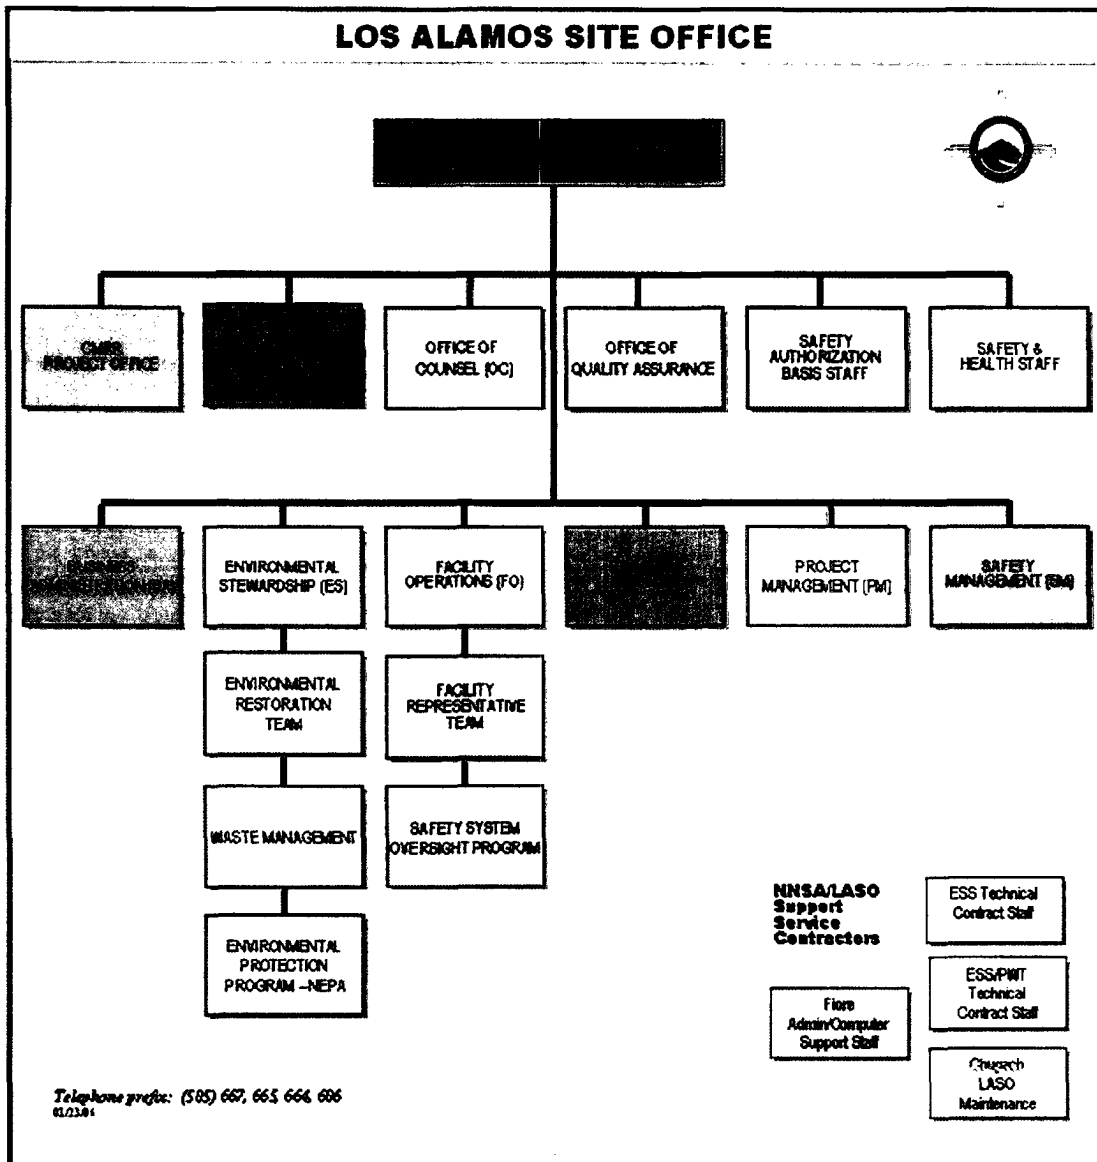 LOS ALAMOS SITE OFFICE
CMRR
PROJECT OFFICE
OFFICE OF
COUNSEL (OC)
OFFICE OF
QUALITY ASSURANCE
SAFETY
AUTHORIZATION
BASIS STAFF
SAFETY &
HEALTH STAFF
BUSINESS
ENVIRONMENTAL
STEWARDSHIP (ES)
FACILITY
OPERATIONS (FO)
PROJECT
MANAGEMENT (PM)
SAFETY
MANAGEMENT (SM)
ENVIRONMENTAL
RESTORATION
TEAM
FACILITY
REPRESENTATIVE
TEAM
WASTE MANAGEMENT
SAFETY SYSTEM
OVERSIGHT PROGRAM
ENVIRONMENTAL
PROTECTION
PROGRAM –NEPA
NNSA/LASO
Support
Service
Contractors
ESS Technical
Contract Staff
ESS/PWT
Technical
Contract Staff
Fiore
Admin/Computer
Support Staff
Chugach
LASO
Maintenance
Telephone prefix: (505) 667, 665, 664, 606